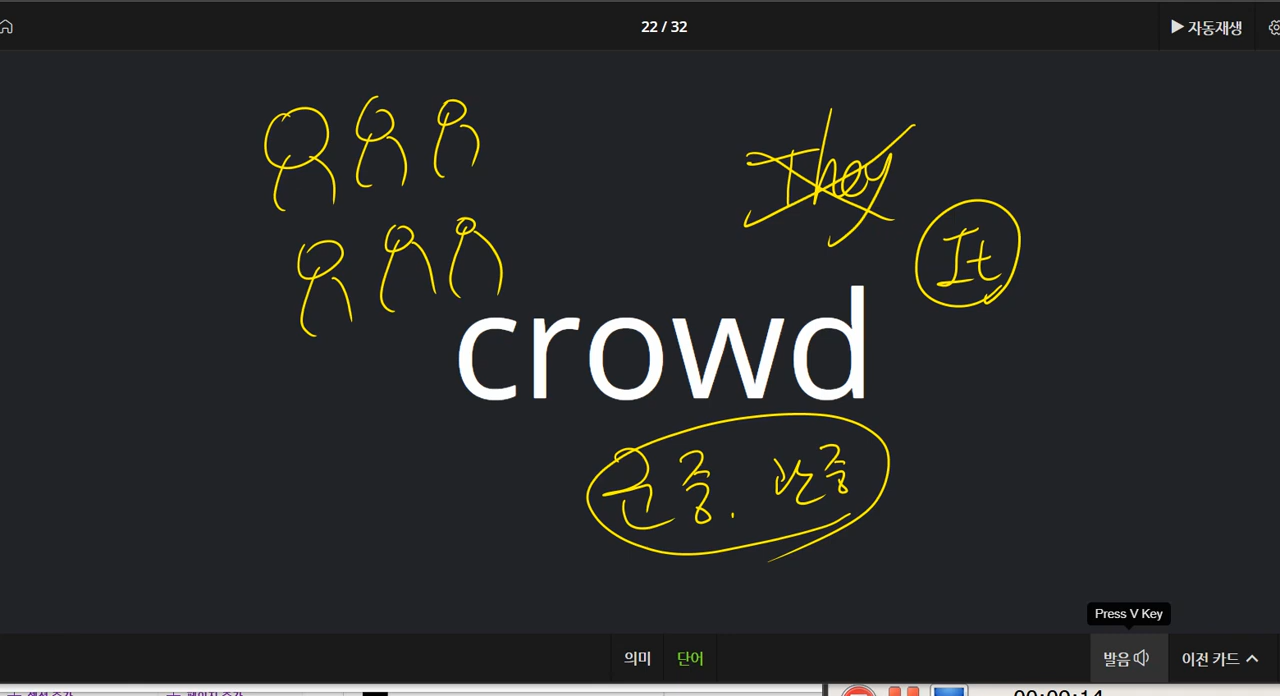 22 / 32
▶ 자동재생
They
It
crowd
군중. 관중
Press V Key
의미
단어
발음
이전 카드